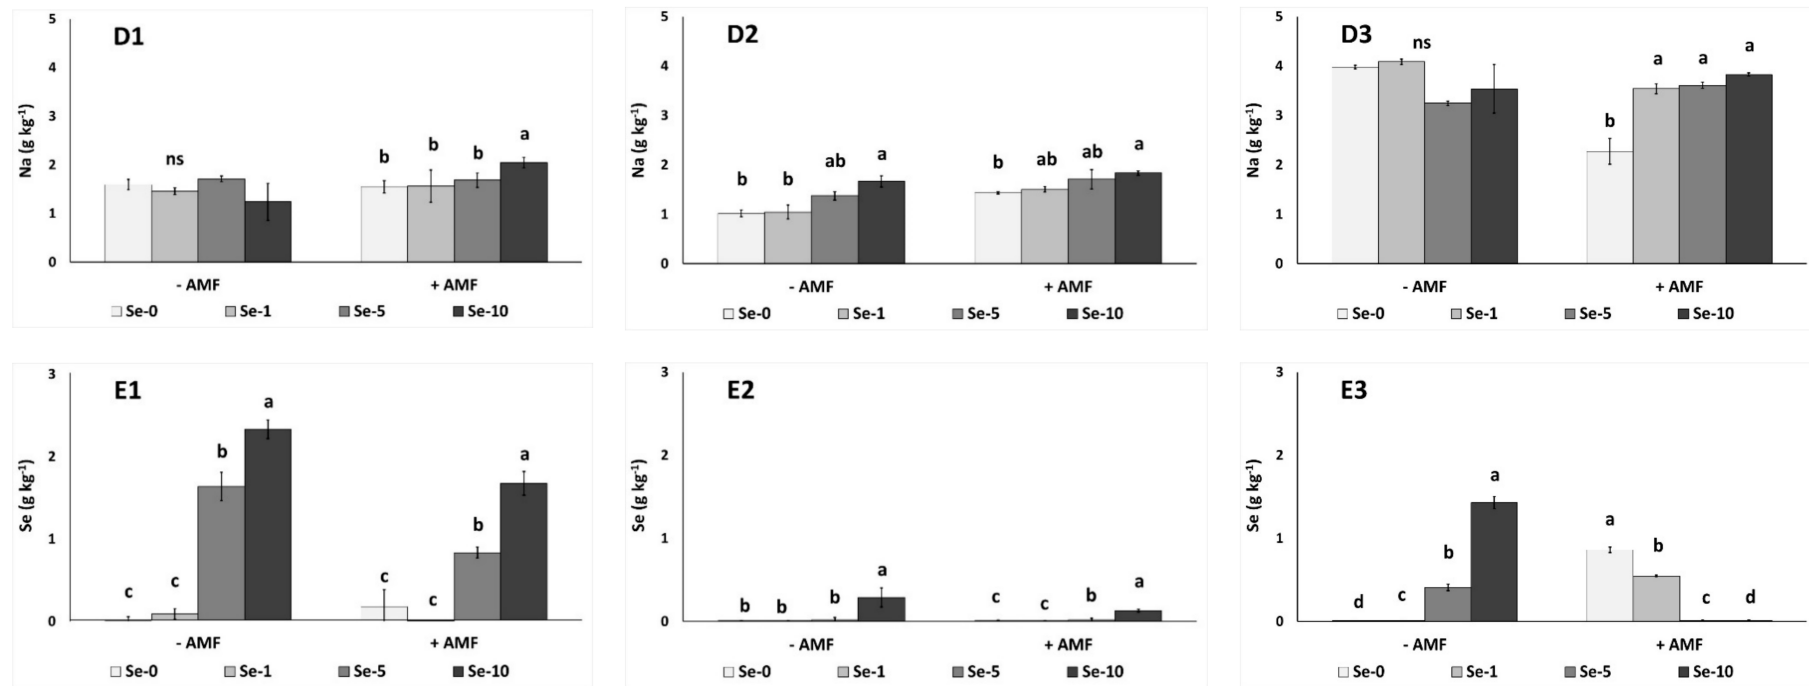 D1
Na (g kg-1)
5
4
3
2
1
0
ns
b b b a
- AMF + AMF
Se-0 Se-1 Se-5 Se-10
D2
Na (g kg-1)
5
4
3
2
1
0
b b ab a b ab ab a
- AMF + AMF
Se-0 Se-1 Se-5 Se-10
D3
Na (g kg-1)
5
4
3
2
1
0
ns
b a a a
- AMF + AMF
Se-0 Se-1 Se-5 Se-10
E1
Se (g kg-1)
3
2
1
0
c c b a c c b a
- AMF + AMF
Se-0 Se-1 Se-5 Se-10
E2
Se (g kg-1)
3
2
1
0
b b b a c c b a
- AMF + AMF
Se-0 Se-1 Se-5 Se-10
E3
Se (g kg-1)
3
2
1
0
d c b a a b c d
- AMF + AMF
Se-0 Se-1 Se-5 Se-10